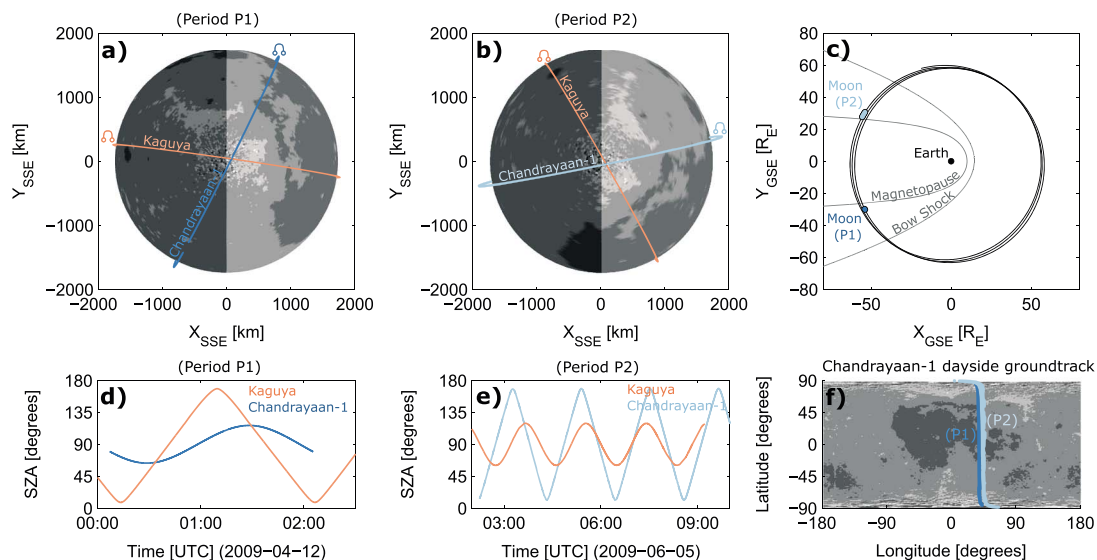 (Period P1)
a)
2000
1000
0
−1000
−2000
Y_SSE [km]
Kaguya
Chandrayaan-1
−2000 −1000 0 1000 2000
X_SSE [km]
(Period P2)
b)
2000
1000
0
−1000
−2000
Y_SSE [km]
Kaguya
Chandrayaan-1
−2000 −1000 0 1000 2000
X_SSE [km]
c)
80
60
40
20
0
−20
−40
−60
−80
Y_GSE [R_E]
Moon
(P2)
Earth
Magnetopause
Bow Shock
Moon
(P1)
−50 0 50
X_GSE [R_E]
(Period P1)
d)
180
135
90
45
0
SZA [degrees]
Kaguya
Chandrayaan-1
00:00 01:00 02:00
Time [UTC] (2009−04−12)
(Period P2)
e)
180
135
90
45
0
SZA [degrees]
Kaguya
Chandrayaan-1
03:00 06:00 09:00
Time [UTC] (2009−06−05)
Chandrayaan-1 dayside groundtrack
f)
90
45
0
−45
−90
Latitude [degrees]
(P1)
(P2)
−180 −90 0 90 180
Longitude [degrees]